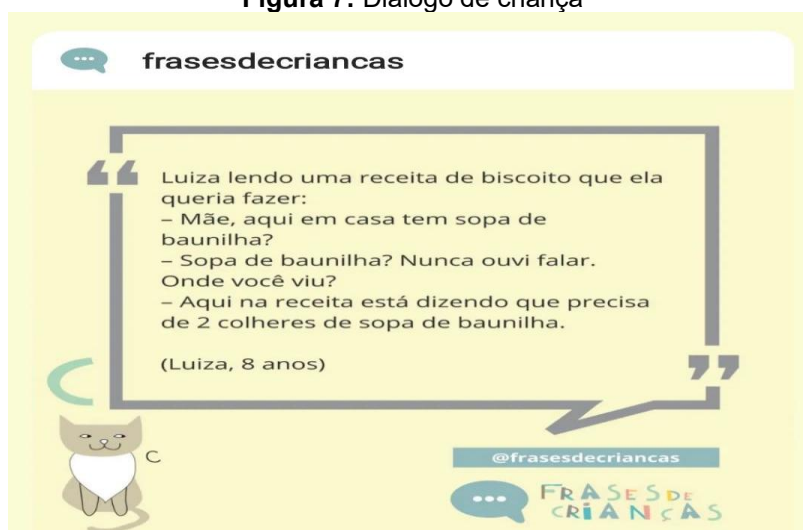 Figura 7: Diálogo de criança
frasesdecriancas
Luiza lendo uma receita de biscoito que ela
queria fazer:
– Mãe, aqui em casa tem sopa de
baunilha?
– Sopa de baunilha? Nunca ouvi falar.
Onde você viu?
– Aqui na receita está dizendo que precisa
de 2 colheres de sopa de baunilha.
(Luiza, 8 anos)
@frasesdecriancas
FRASES DE
CRIANÇAS